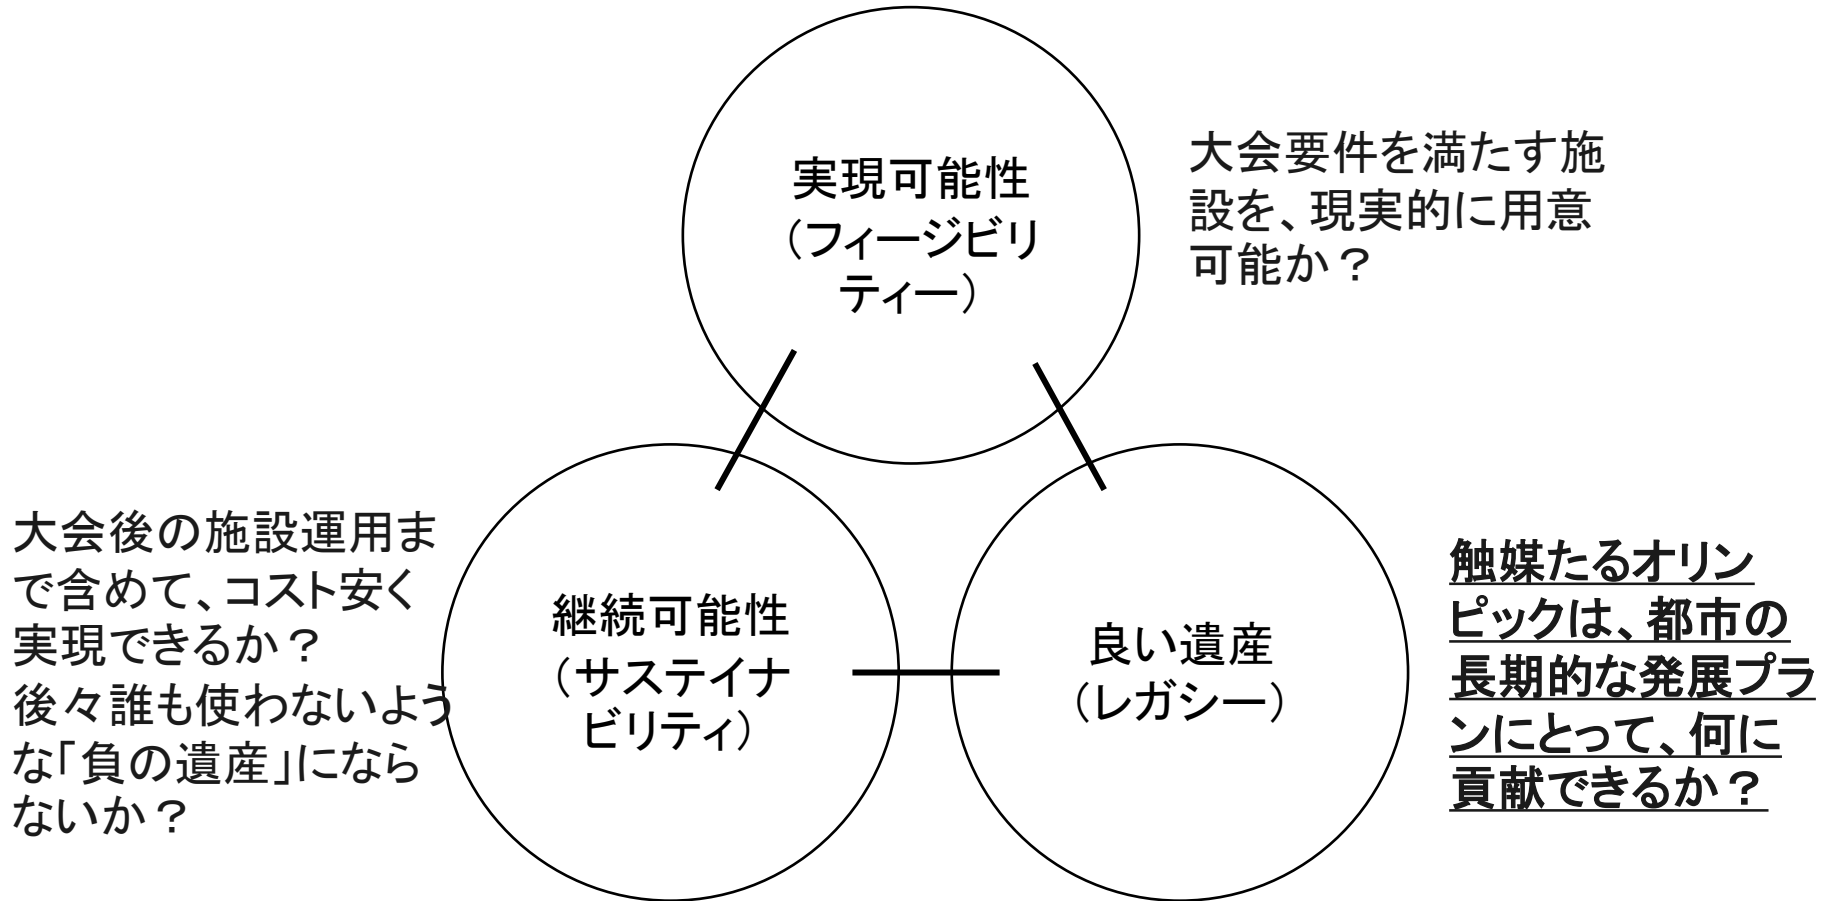 実現可能性
（フィージビリ
ティー）
大会要件を満たす施
設を、現実的に用意
可能か？
大会後の施設運用ま
で含めて、コスト安く
実現できるか？
後々誰も使わないよう
な「負の遺産」になら
ないか？
継続可能性
（サステイナ
ビリティ）
良い遺産
（レガシー）
触媒たるオリン
ピックは、都市の
長期的な発展プラ
ンにとって、何に
貢献できるか？